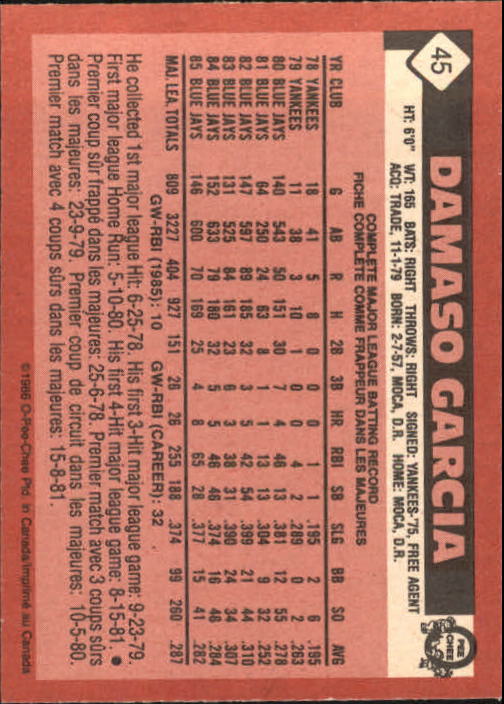 45
DAMASO GARCIA
O PEE CHEE
HT: 6'0" WT: 165 BATS: RIGHT THROWS: RIGHT SIGNED: YANKEES-'75, FREE AGENT
ACQ: TRADE, 11-1-79 BORN: 2-7-57, MOCA, D.R. HOME: MOCA, D.R.
COMPLETE MAJOR LEAGUE BATTING RECORD
FICHE COMPLÈTE COMME FRAPPEUR DANS LES MAJEURES
YR CLUB G AB R H 2B 3B HR RBI SB SLG BB SO AVG
78 YANKEES 18 41 5 8 0 0 0 1 1 .195 2 6 .195
79 YANKEES 11 38 3 10 1 0 0 4 2 .289 0 2 .263
80 BLUE JAYS 140 543 50 151 30 7 4 46 13 .381 12 55 .278
81 BLUE JAYS 64 250 24 63 8 1 1 13 13 .304 9 32 .252
82 BLUE JAYS 147 597 89 185 32 3 5 42 54 .399 21 44 .310
83 BLUE JAYS 131 525 84 161 23 6 3 38 31 .390 24 34 .307
84 BLUE JAYS 152 633 79 180 32 5 5 46 46 .374 16 46 .284
85 BLUE JAYS 146 600 70 169 25 4 8 65 28 .377 15 41 .282
MAJ. LEA. TOTALS 809 3227 404 927 151 26 26 255 188 .374 99 260 .287
GW-RBI (1985): 10 GW-RBI (CAREER): 32
He collected 1st major league Hit: 6-25-78. His first 3-Hit major league game: 9-23-79.
First major league Home Run: 5-10-80. His first 4-Hit major league game: 8-15-81. ●
Premier coup sûr frappé dans les majeures: 25-6-78. Premier match avec 3 coups sûrs
dans les majeures: 23-9-79. Premier coup de circuit dans les majeures: 10-5-80.
Premier match avec 4 coups sûrs dans les majeures: 15-8-81.
©1986 O-Pee-Chee Ptd. in Canada Imprimé au Canada